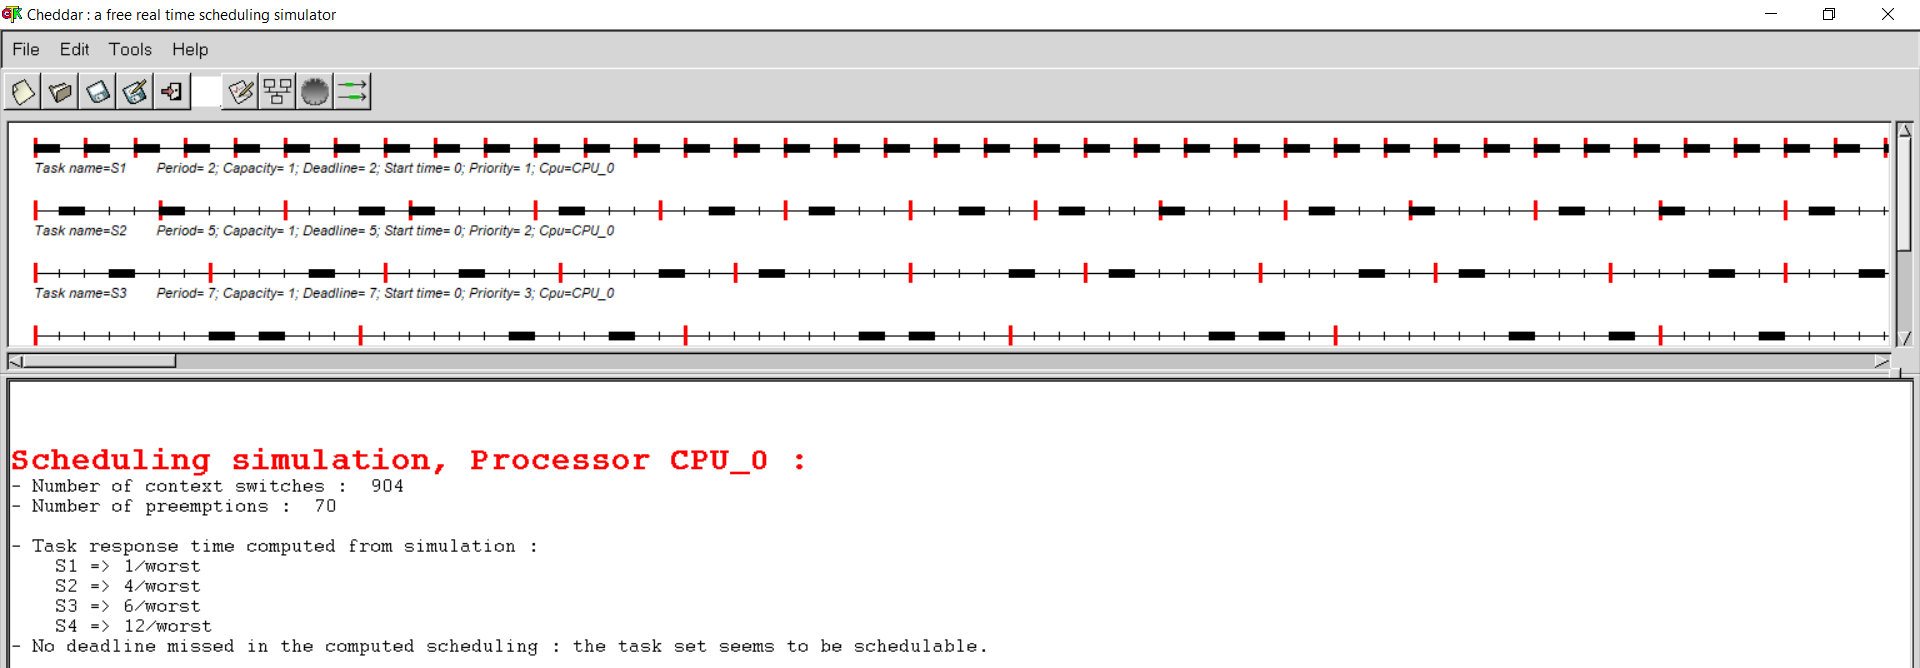 Cheddar : a free real time scheduling simulator
File Edit Tools Help
Task name=S1 Period= 2; Capacity= 1; Deadline= 2; Start time= 0; Priority= 1; Cpu=CPU_0
Task name=S2 Period= 5; Capacity= 1; Deadline= 5; Start time= 0; Priority= 2; Cpu=CPU_0
Task name=S3 Period= 7; Capacity= 1; Deadline= 7; Start time= 0; Priority= 3; Cpu=CPU_0
Scheduling simulation, Processor CPU_0 :
- Number of context switches : 904
- Number of preemptions : 70
- Task response time computed from simulation :
S1 => 1/worst
S2 => 4/worst
S3 => 6/worst
S4 => 12/worst
- No deadline missed in the computed scheduling : the task set seems to be schedulable.